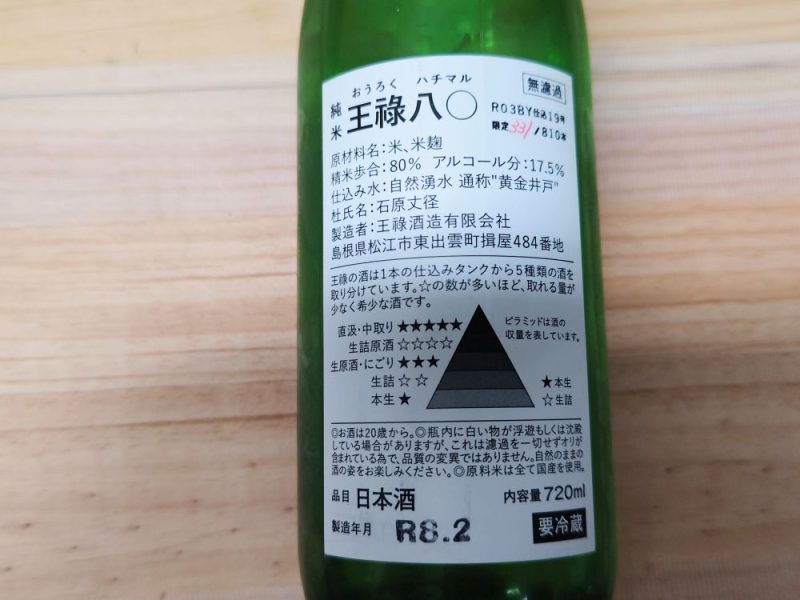 おうろく ハチマル
純米 王祿八〇
無濾過
R03BY仕込19号
限定331/810本
原材料名:米、米麹
精米歩合:80% アルコール分:17.5%
仕込み水:自然湧水 通称"黄金井戸"
杜氏名:石原丈径
製造者:王祿酒造有限会社
島根県松江市東出雲町揖屋484番地
王祿の酒は1本の仕込みタンクから5種類の酒を
取り分けています。☆の数が多いほど、取れる量が
少なく希少な酒です。
直汲・中取り ★★★★★
生詰原酒 ☆☆☆☆
生原酒・にごり ★★★
生詰 ☆☆
本生 ★
ピラミッドは酒の
収量を表しています。
★本生
☆生詰
◎お酒は20歳から。◎瓶内に白い物が浮遊もしくは沈殿
している場合がありますが、これは濾過を一切せずオリが
含まれている為で、品質の変異ではありません。自然のままの
酒の姿をお楽しみください。◎原料米は全て国産を使用。
品目 日本酒
内容量 720ml
製造年月 R8.2
要冷蔵